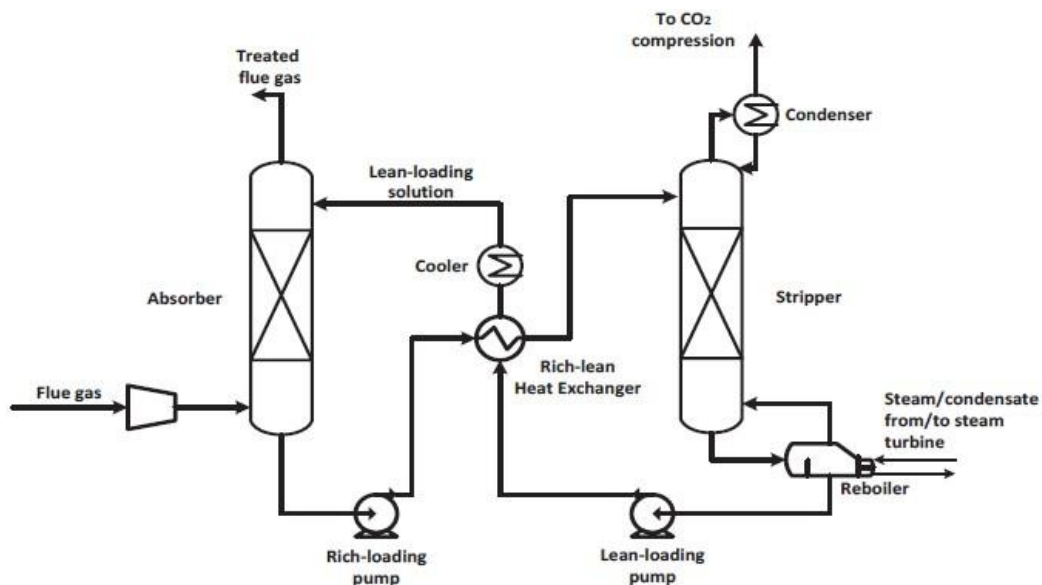 To CO₂
compression
Treated
flue gas
Condenser
Lean-loading
solution
Cooler
Absorber
Stripper
Rich-lean
Heat Exchanger
Flue gas
Steam/condensate
from/to steam
turbine
Reboiler
Rich-loading
pump
Lean-loading
pump